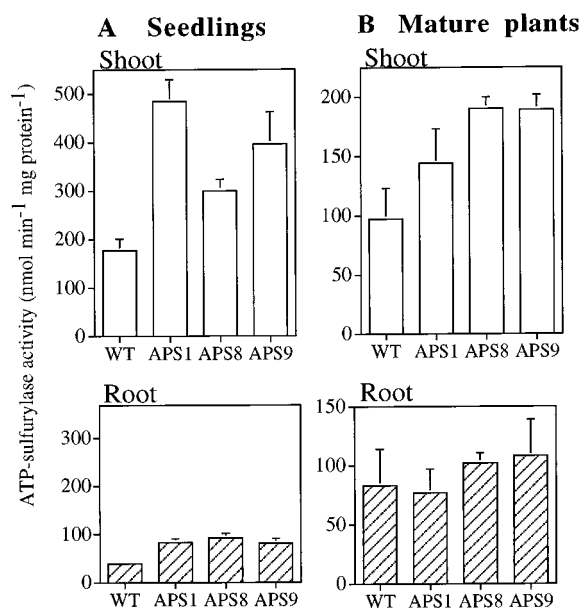 A Seedlings
B Mature plants
ATP-sulfurylase activity (nmol min⁻¹ mg protein⁻¹)
Shoot
500
400
300
200
100
0
WT APS1 APS8 APS9
Shoot
200
150
100
50
0
WT APS1 APS8 APS9
Root
300
200
100
0
WT APS1 APS8 APS9
Root
150
100
50
0
WT APS1 APS8 APS9